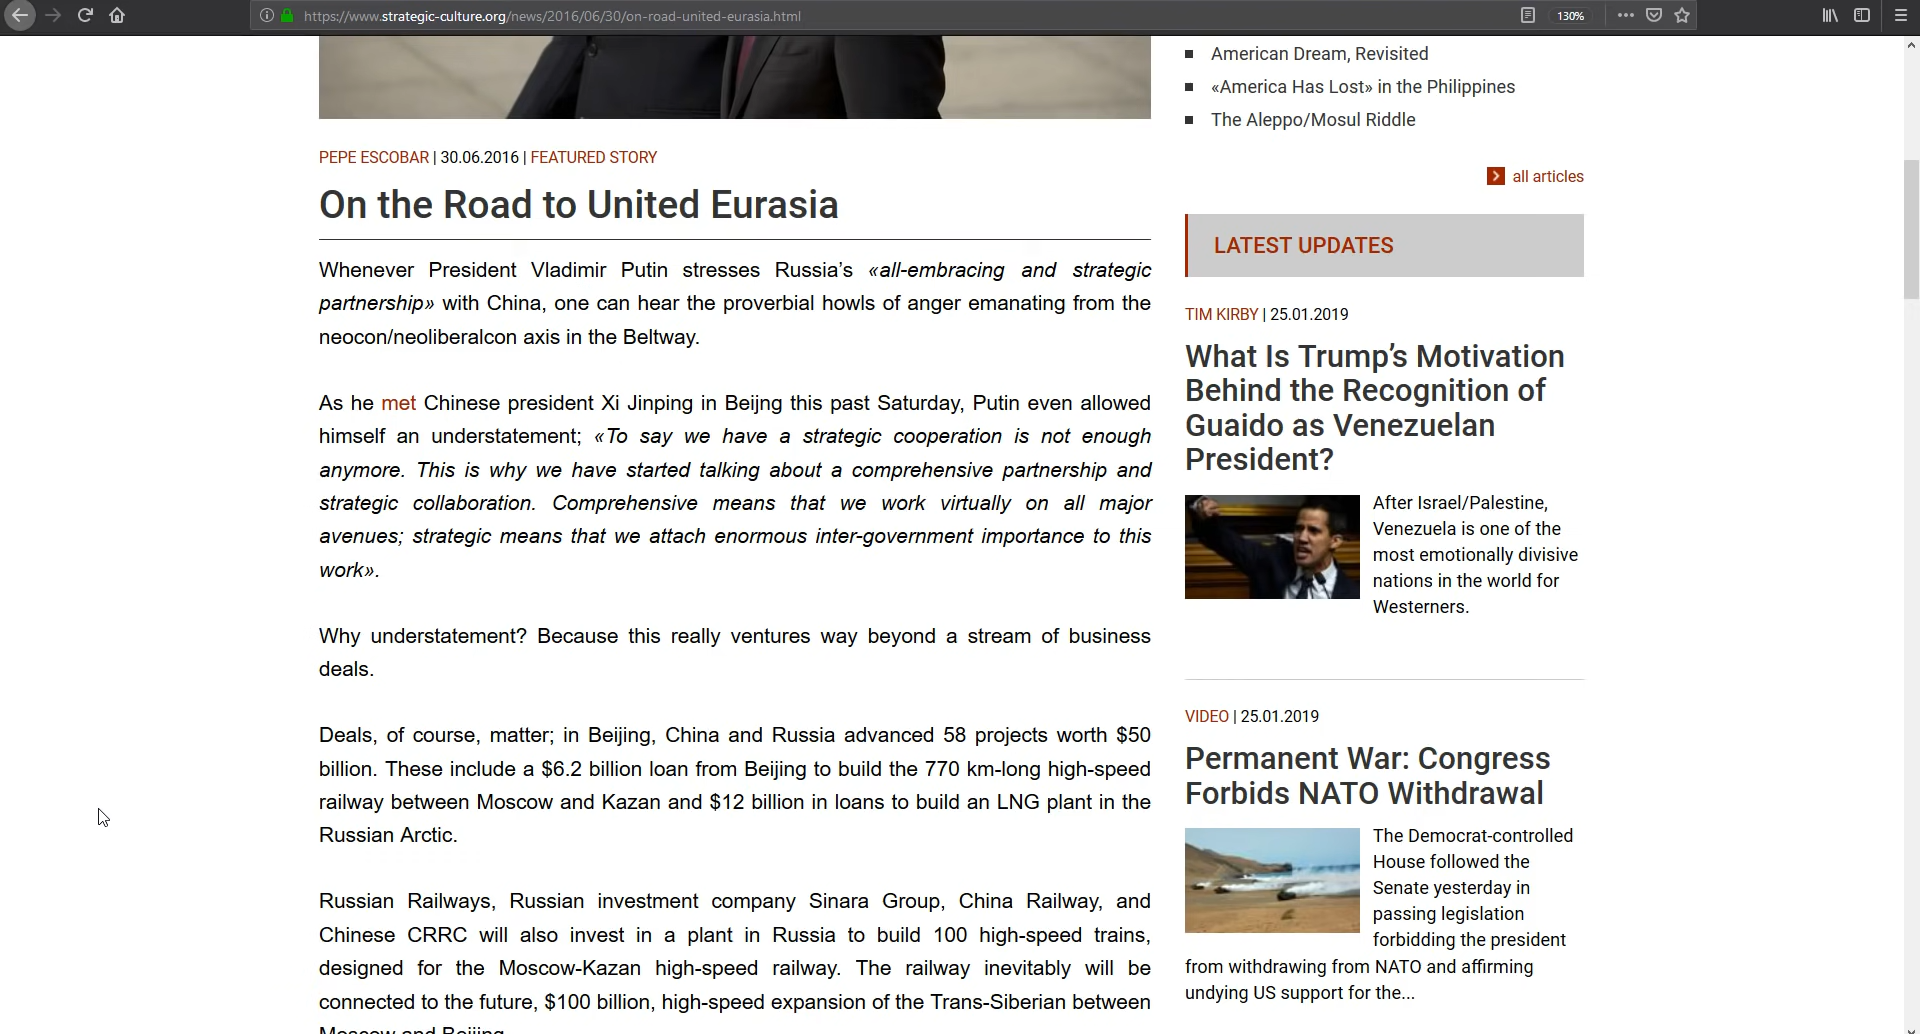 https://www.strategic-culture.org/news/2016/06/30/on-road-united-eurasia.html
130%
PEPE ESCOBAR | 30.06.2016 | FEATURED STORY
On the Road to United Eurasia
Whenever President Vladimir Putin stresses Russia's «all-embracing and strategic
partnership» with China, one can hear the proverbial howls of anger emanating from the
neocon/neoliberalcon axis in the Beltway.
As he met Chinese president Xi Jinping in Beijng this past Saturday, Putin even allowed
himself an understatement; «To say we have a strategic cooperation is not enough
anymore. This is why we have started talking about a comprehensive partnership and
strategic collaboration. Comprehensive means that we work virtually on all major
avenues; strategic means that we attach enormous inter-government importance to this
work».
Why understatement? Because this really ventures way beyond a stream of business
deals.
Deals, of course, matter; in Beijing, China and Russia advanced 58 projects worth $50
billion. These include a $6.2 billion loan from Beijing to build the 770 km-long high-speed
railway between Moscow and Kazan and $12 billion in loans to build an LNG plant in the
Russian Arctic.
Russian Railways, Russian investment company Sinara Group, China Railway, and
Chinese CRRC will also invest in a plant in Russia to build 100 high-speed trains,
designed for the Moscow-Kazan high-speed railway. The railway inevitably will be
connected to the future, $100 billion, high-speed expansion of the Trans-Siberian between
Moscow and Beijing.
American Dream, Revisited
«America Has Lost» in the Philippines
The Aleppo/Mosul Riddle
all articles
LATEST UPDATES
TIM KIRBY | 25.01.2019
What Is Trump's Motivation
Behind the Recognition of
Guaido as Venezuelan
President?
After Israel/Palestine,
Venezuela is one of the
most emotionally divisive
nations in the world for
Westerners.
VIDEO | 25.01.2019
Permanent War: Congress
Forbids NATO Withdrawal
The Democrat-controlled
House followed the
Senate yesterday in
passing legislation
forbidding the president
from withdrawing from NATO and affirming
undying US support for the...